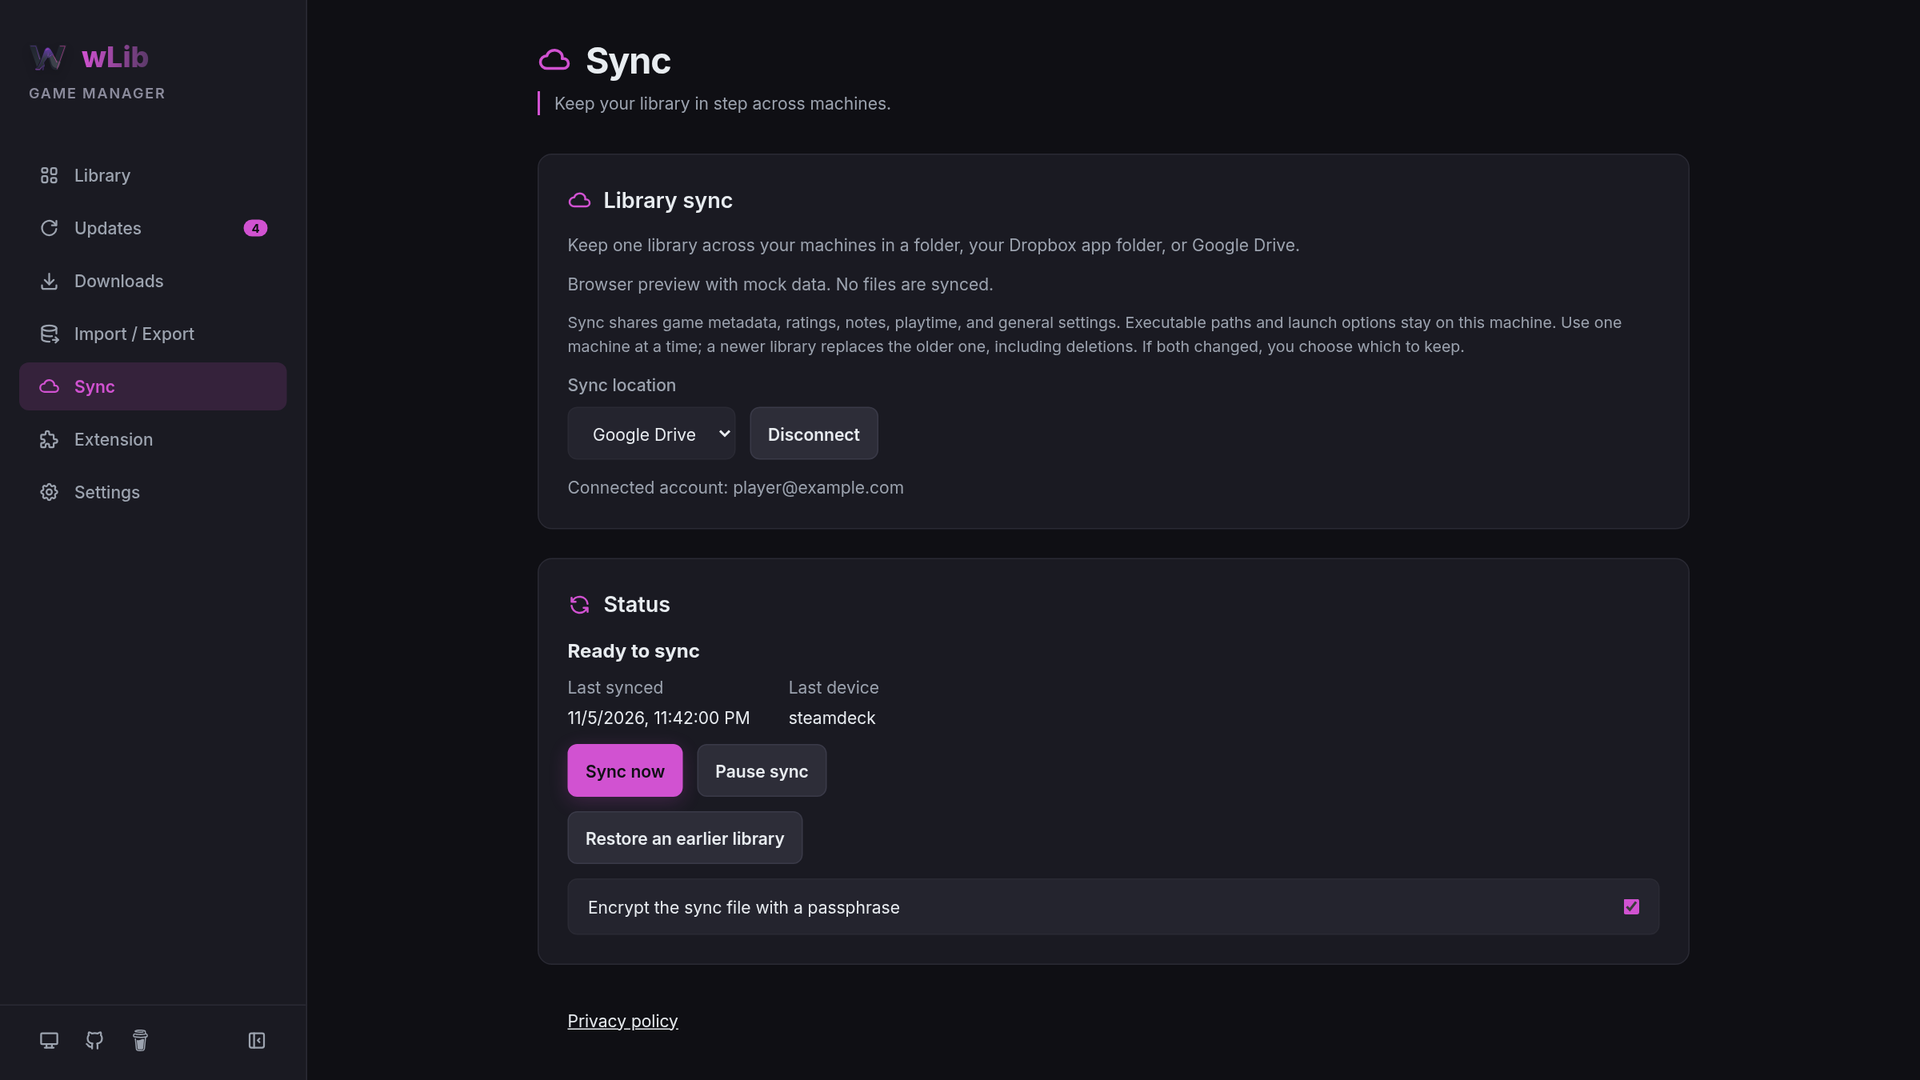 wLib
GAME MANAGER
Library
Updates 4
Downloads
Import / Export
Sync
Extension
Settings
Sync
Keep your library in step across machines.
Library sync
Keep one library across your machines in a folder, your Dropbox app folder, or Google Drive.
Browser preview with mock data. No files are synced.
Sync shares game metadata, ratings, notes, playtime, and general settings. Executable paths and launch options stay on this machine. Use one
machine at a time; a newer library replaces the older one, including deletions. If both changed, you choose which to keep.
Sync location
Google Drive Disconnect
Connected account: player@example.com
Status
Ready to sync
Last synced Last device
11/5/2026, 11:42:00 PM steamdeck
Sync now Pause sync
Restore an earlier library
Encrypt the sync file with a passphrase
Privacy policy